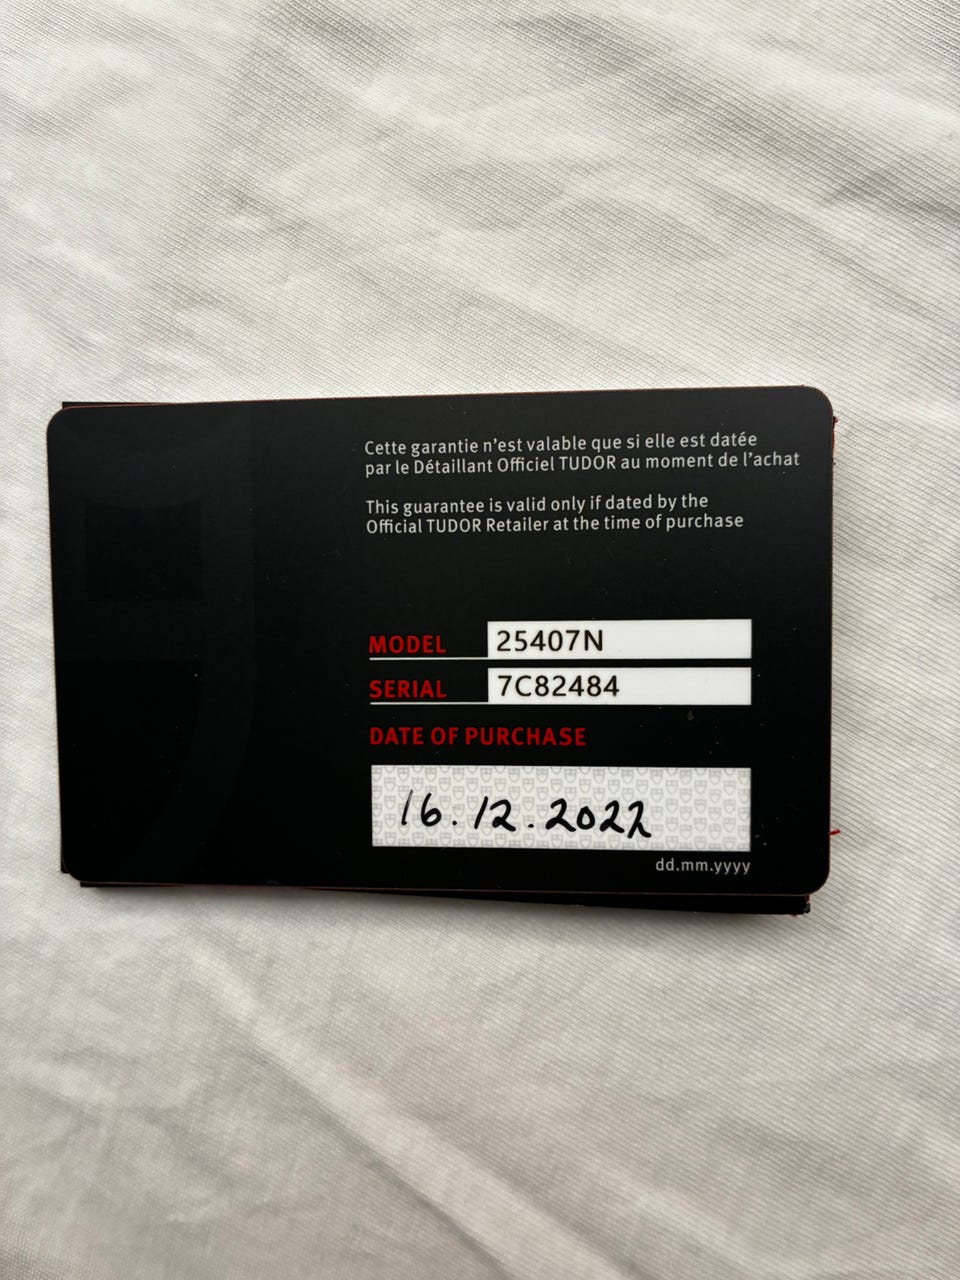 Cette garantie n'est valable que si elle est datée
par le Détaillant Officiel TUDOR au moment de l'achat
This guarantee is valid only if dated by the
Official TUDOR Retailer at the time of purchase
MODEL 25407N
SERIAL 7C82484
DATE OF PURCHASE
16.12.2022
dd.mm.yyyy